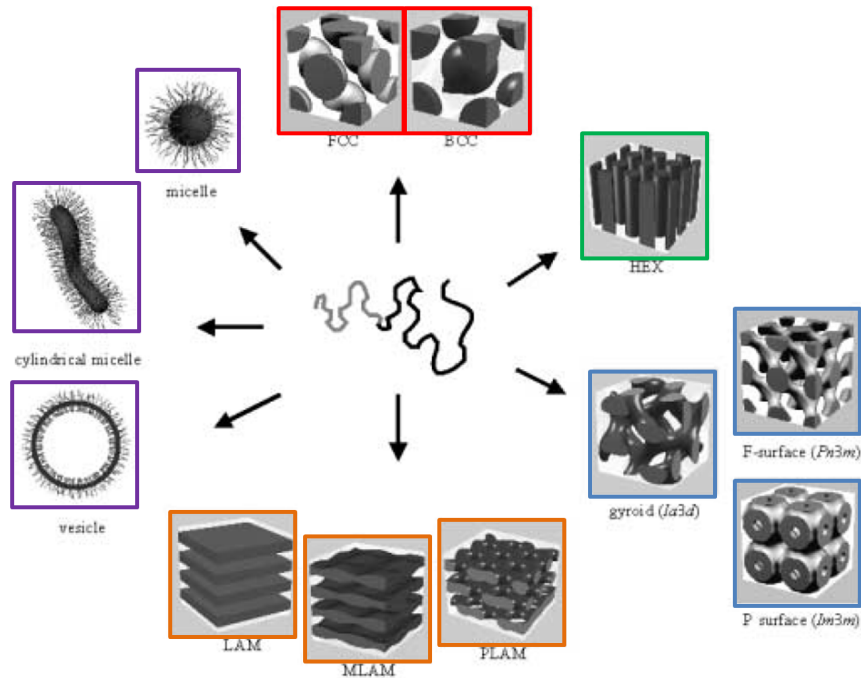 FCC
BCC
micelle
HEX
cylindrical micelle
F-surface (Pn3m)
gyroid (Ia3d)
vesicle
P surface (Im3m)
LAM
MLAM
PLAM